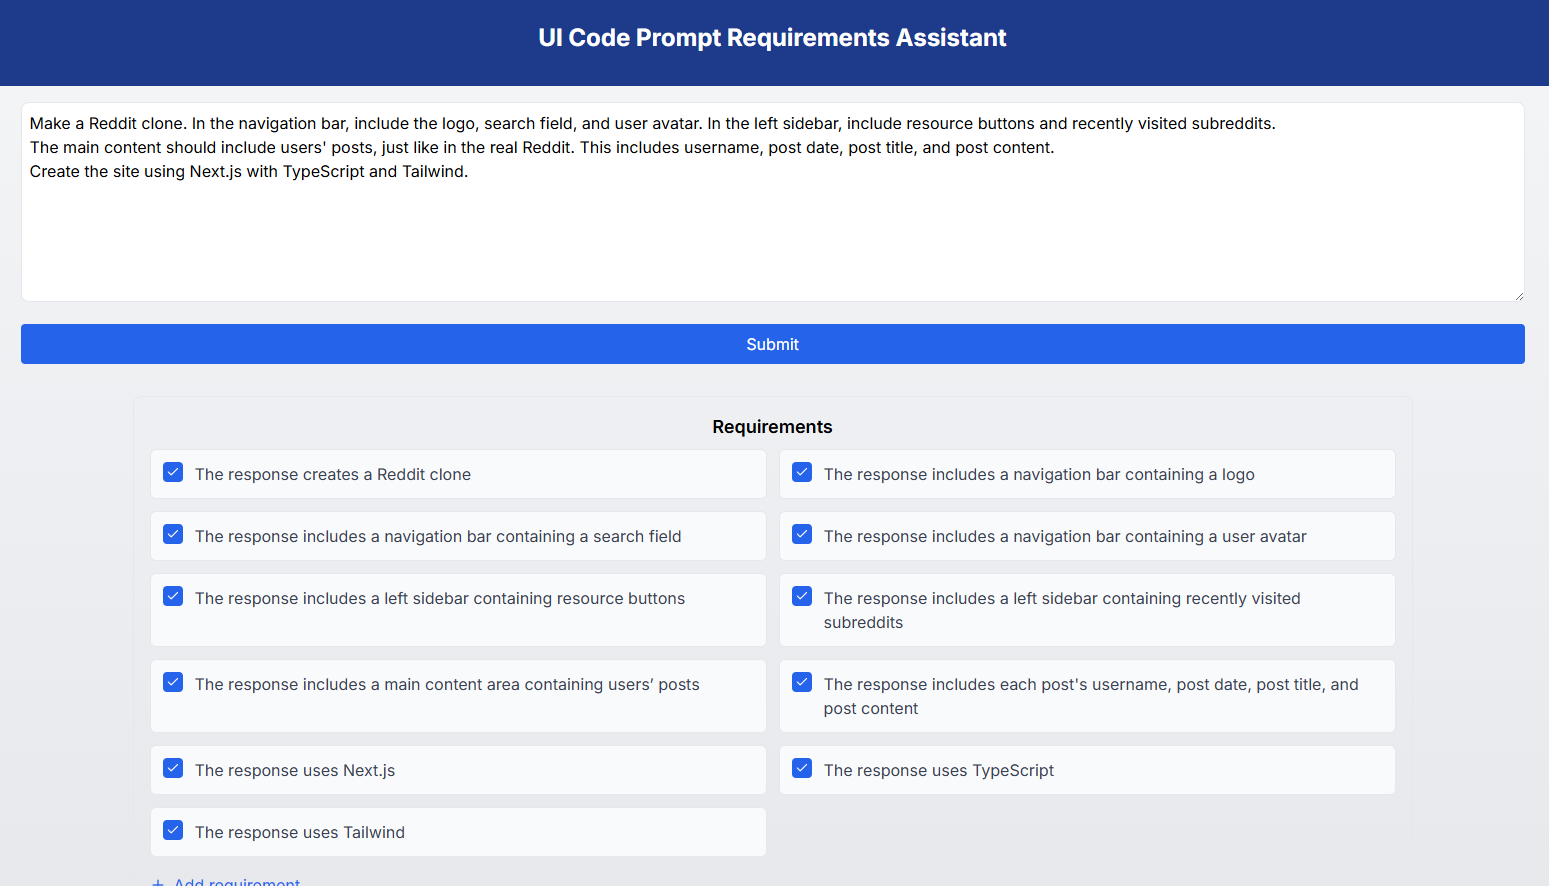 UI Code Prompt Requirements Assistant
Make a Reddit clone. In the navigation bar, include the logo, search field, and user avatar. In the left sidebar, include resource buttons and recently visited subreddits.
The main content should include users' posts, just like in the real Reddit. This includes username, post date, post title, and post content.
Create the site using Next.js with TypeScript and Tailwind.
Submit
Requirements
The response creates a Reddit clone
The response includes a navigation bar containing a logo
The response includes a navigation bar containing a search field
The response includes a navigation bar containing a user avatar
The response includes a left sidebar containing resource buttons
The response includes a left sidebar containing recently visited
subreddits
The response includes a main content area containing users’ posts
The response includes each post's username, post date, post title, and
post content
The response uses Next.js
The response uses TypeScript
The response uses Tailwind
+ Add requirement